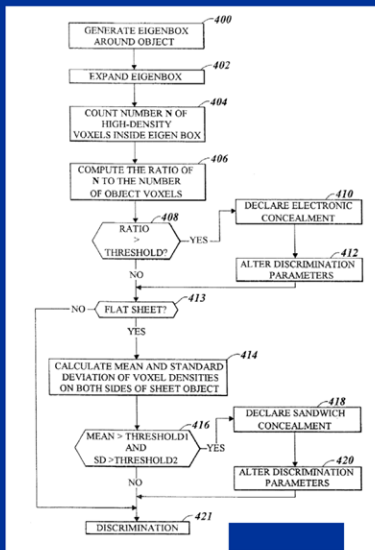 400
GENERATE EIGENBOX
AROUND OBJECT
402
EXPAND EIGENBOX
404
COUNT NUMBER N OF
HIGH-DENSITY
VOXELS INSIDE EIGEN BOX
406
COMPUTE THE RATIO OF
N TO THE NUMBER
OF OBJECT VOXELS
408
RATIO
>
THRESHOLD?
YES
NO
410
DECLARE ELECTRONIC
CONCEALMENT
412
ALTER DISCRIMINATION
PARAMETERS
413
NO
FLAT SHEET?
YES
414
CALCULATE MEAN AND STANDARD
DEVIATION OF VOXEL DENSITIES
ON BOTH SIDES OF SHEET OBJECT
416
MEAN > THRESHOLD1
AND
SD >THRESHOLD2
YES
NO
418
DECLARE SANDWICH
CONCEALMENT
420
ALTER DISCRIMINATION
PARAMETERS
421
DISCRIMINATION